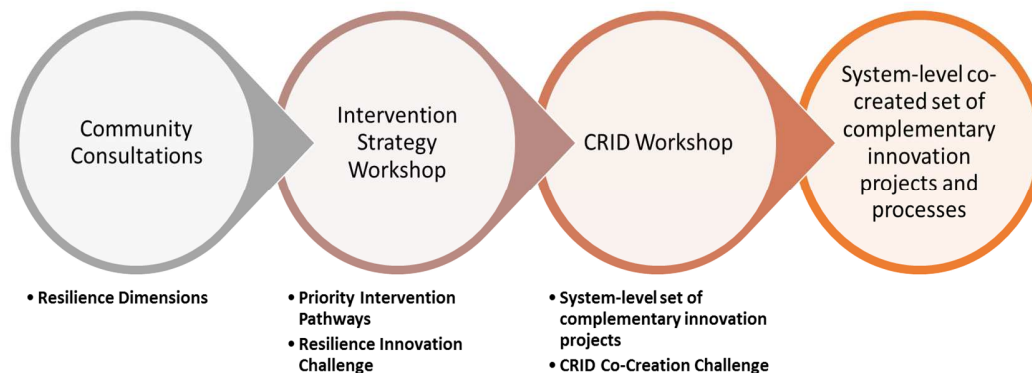 Community
Consultations
Intervention
Strategy
Workshop
CRID Workshop
System-level co-
created set of
complementary
innovation
projects and
processes
• Resilience Dimensions
• Priority Intervention
Pathways
• Resilience Innovation
Challenge
• System-level set of
complementary innovation
projects
• CRID Co-Creation Challenge